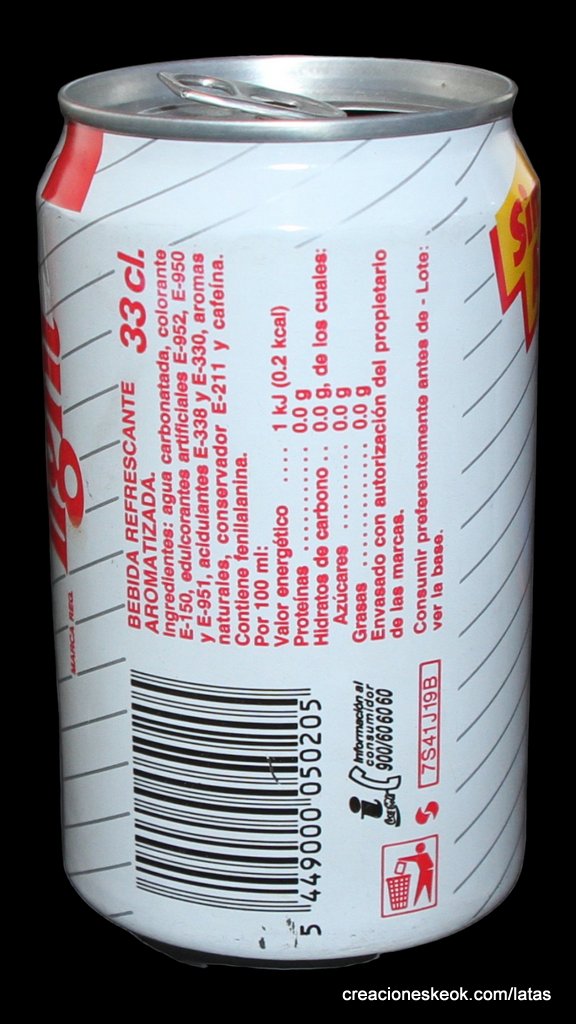 light
MARCA REG.
BEBIDA REFRESCANTE
AROMATIZADA. 33 cl.
Ingredientes: agua carbonatada, colorante
E-150, edulcorantes artificiales E-952, E-950
y E-951, acidulantes E-338 y E-330, aromas
naturales, conservador E-211 y cafeína.
Contiene fenilalanina.
Por 100 ml:
Valor energético .... 1 kJ (0.2 kcal)
Proteínas .......... 0.0 g
Hidratos de carbono .. 0.0 g, de los cuales:
Azúcares ........ 0.0 g
Grasas ............. 0.0 g
Envasado con autorización del propietario
de las marcas.
Consumir preferentemente antes de - Lote:
ver la base.
5 449000 050205
i
Información al
consumidor
900/60 60 60
7S41J19B
creacioneskeok.com/latas